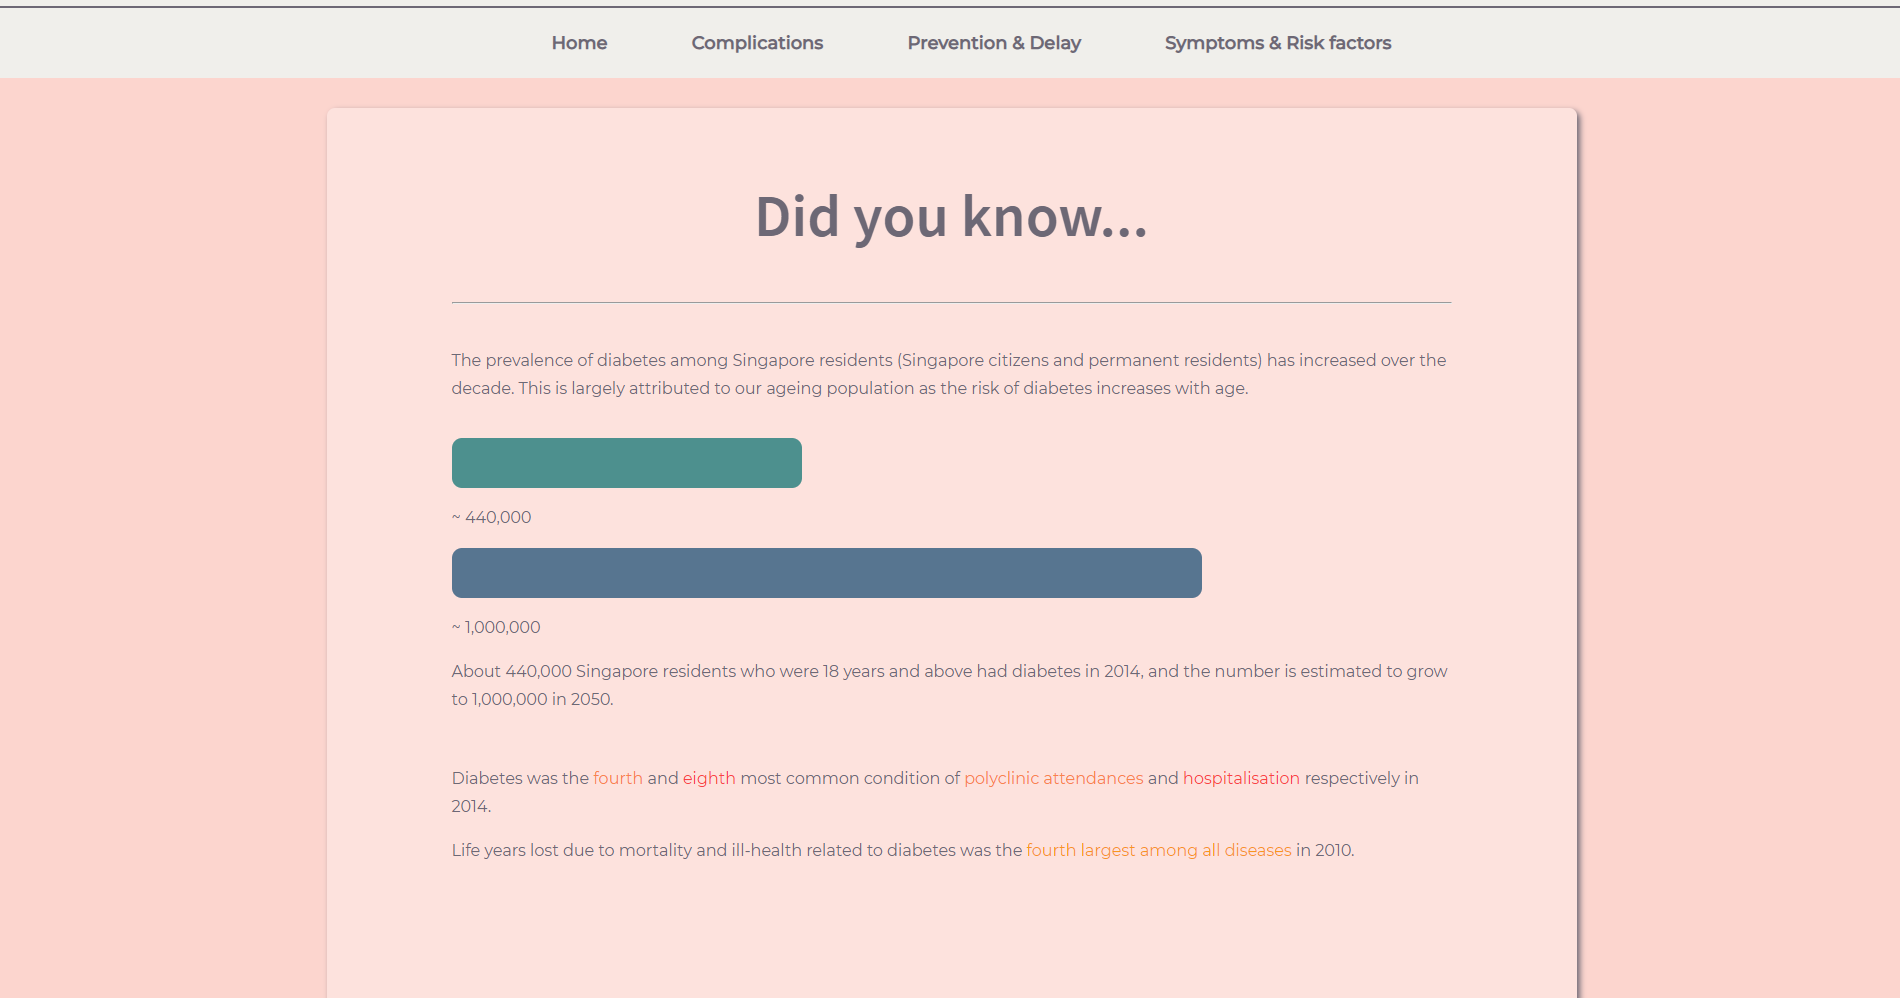 Home Complications Prevention & Delay Symptoms & Risk factors
Did you know...
The prevalence of diabetes among Singapore residents (Singapore citizens and permanent residents) has increased over the
decade. This is largely attributed to our ageing population as the risk of diabetes increases with age.
~ 440,000
~ 1,000,000
About 440,000 Singapore residents who were 18 years and above had diabetes in 2014, and the number is estimated to grow
to 1,000,000 in 2050.
Diabetes was the fourth and eighth most common condition of polyclinic attendances and hospitalisation respectively in
2014.
Life years lost due to mortality and ill-health related to diabetes was the fourth largest among all diseases in 2010.